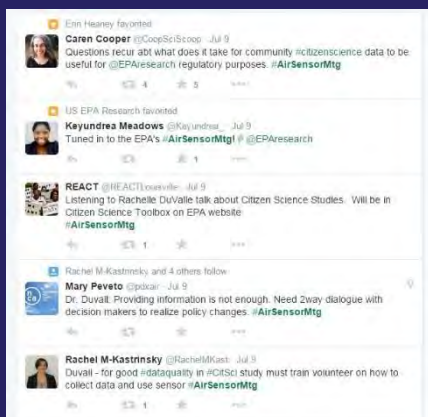 Erin Heaney favorited
Caren Cooper @CoopSciScoop · Jul 9
Questions recur abt what does it take for community #citizenscience data to be
useful for @EPAresearch regulatory purposes. #AirSensorMtg
4 5
US EPA Research favorited
Keyundrea Meadows @Keyundrea_ · Jul 9
Tuned in to the EPA's #AirSensorMtg! @EPAresearch
1
REACT @REACTLouisville · Jul 9
Listening to Rachelle DuValle talk about Citizen Science Studies. Will be in
Citizen Science Toolbox on EPA website
#AirSensorMtg
1
Rachel M-Kastrinsky and 4 others follow
Mary Peveto @pdxair · Jul 9
Dr. Duvall: Providing information is not enough. Need 2way dialogue with
decision makers to realize policy changes. #AirSensorMtg
Rachel M-Kastrinsky @RachelMKast · Jul 9
Duvall - for good #dataquality in #CitSci study must train volunteer on how to
collect data and use sensor #AirSensorMtg
1